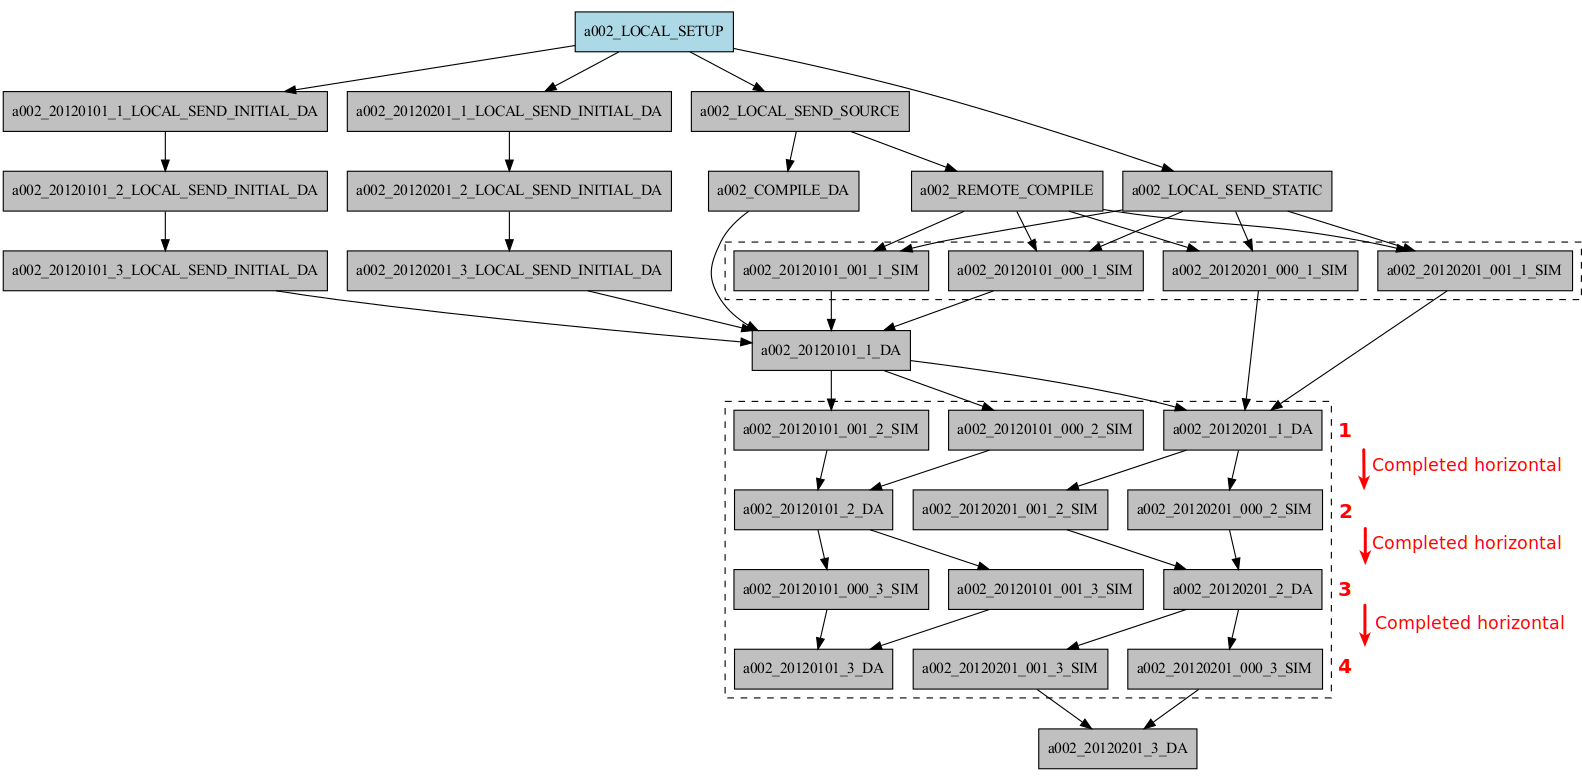 a002_LOCAL_SETUP
a002_20120101_1_LOCAL_SEND_INITIAL_DA
a002_20120201_1_LOCAL_SEND_INITIAL_DA
a002_LOCAL_SEND_SOURCE
a002_20120101_2_LOCAL_SEND_INITIAL_DA
a002_20120201_2_LOCAL_SEND_INITIAL_DA
a002_COMPILE_DA
a002_REMOTE_COMPILE
a002_LOCAL_SEND_STATIC
a002_20120101_3_LOCAL_SEND_INITIAL_DA
a002_20120201_3_LOCAL_SEND_INITIAL_DA
a002_20120101_001_1_SIM
a002_20120101_000_1_SIM
a002_20120201_000_1_SIM
a002_20120201_001_1_SIM
a002_20120101_1_DA
a002_20120101_001_2_SIM
a002_20120101_000_2_SIM
a002_20120201_1_DA
1
Completed horizontal
a002_20120101_2_DA
a002_20120201_001_2_SIM
a002_20120201_000_2_SIM
2
Completed horizontal
a002_20120101_000_3_SIM
a002_20120101_001_3_SIM
a002_20120201_2_DA
3
Completed horizontal
a002_20120101_3_DA
a002_20120201_001_3_SIM
a002_20120201_000_3_SIM
4
a002_20120201_3_DA